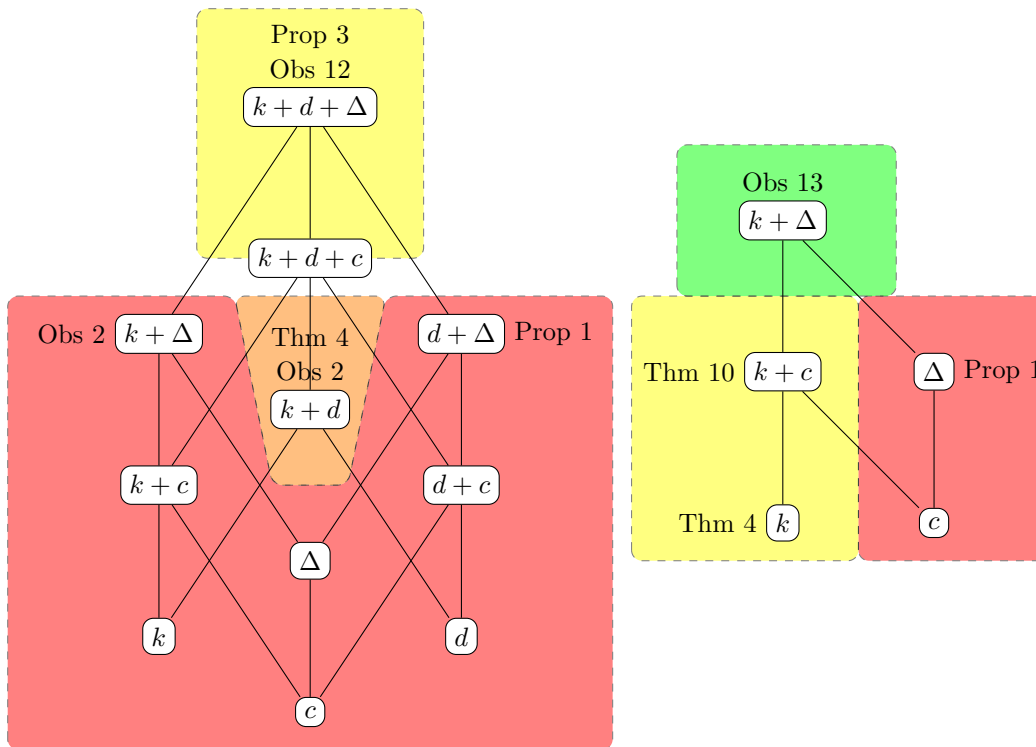 Prop 3
Obs 12
k + d + Δ
k + d + c
Obs 2 k + Δ
Thm 4
Obs 2
d + Δ Prop 1
k + d
k + c
d + c
Δ
k
d
c
Obs 13
k + Δ
Thm 10 k + c
Δ Prop 1
Thm 4 k
c